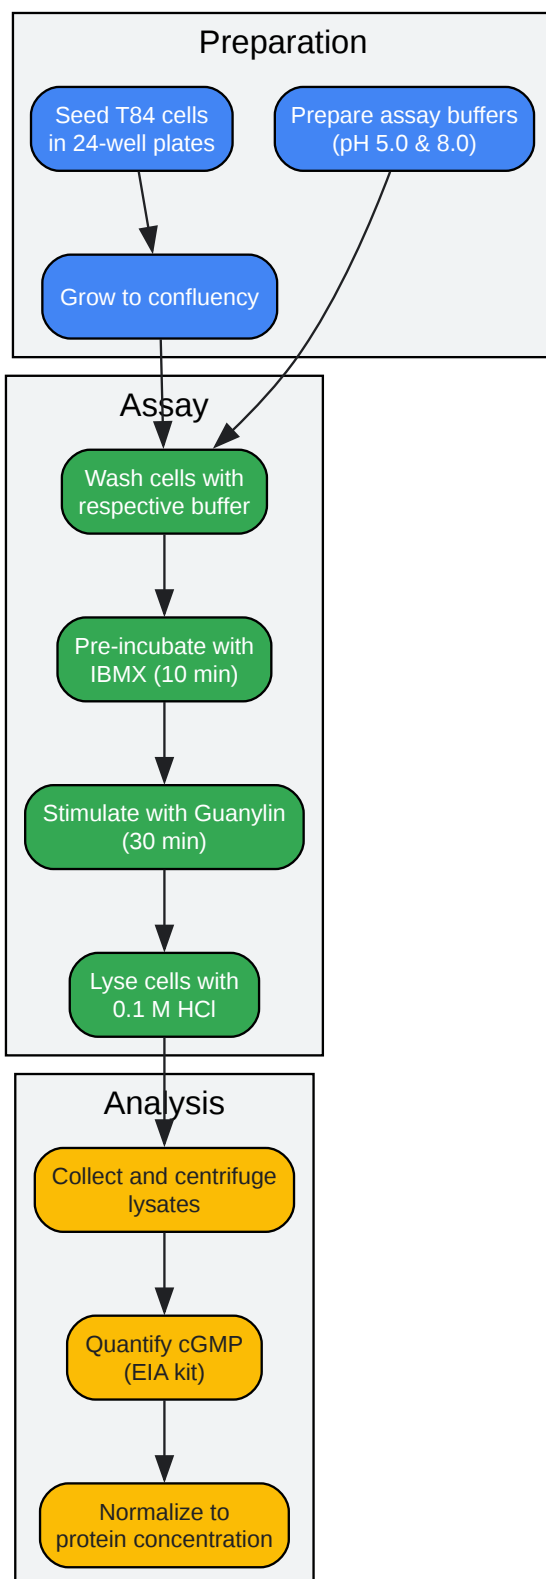 Preparation
Seed T84 cells
in 24-well plates
Prepare assay buffers
(pH 5.0 & 8.0)
Grow to confluency
Assay
Wash cells with
respective buffer
Pre-incubate with
IBMX (10 min)
Stimulate with Guanylin
(30 min)
Lyse cells with
0.1 M HCl
Analysis
Collect and centrifuge
lysates
Quantify cGMP
(EIA kit)
Normalize to
protein concentration